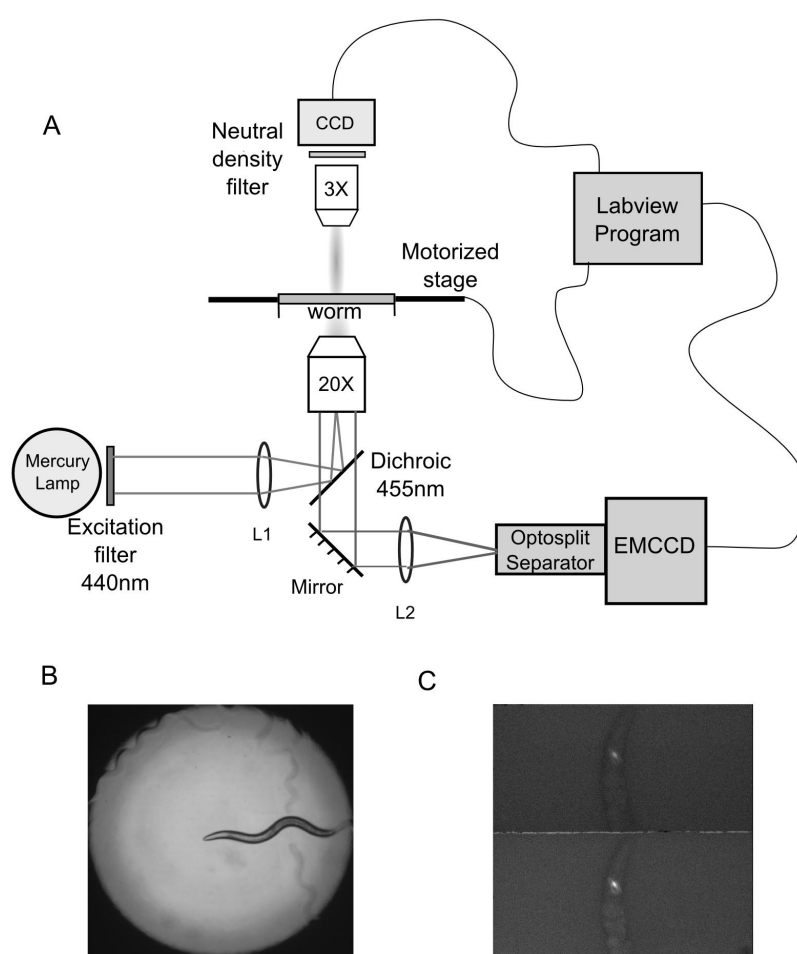 A
CCD
Neutral
density
filter
3X
Labview
Program
Motorized
stage
worm
20X
Mercury
Lamp
Dichroic
455nm
Excitation
filter
440nm
L1
Mirror
L2
Optosplit
Separator
EMCCD
B
C